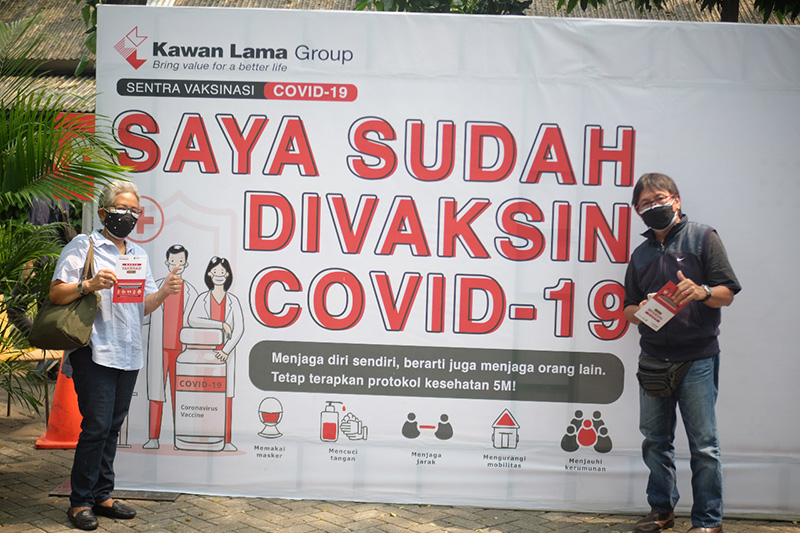 Kawan Lama Group
Bring value for a better life
SENTRA VAKSINASI COVID-19
SAYA SUDAH
DIVAKSIN
COVID-19
Menjaga diri sendiri, berarti juga menjaga orang lain.
Tetap terapkan protokol kesehatan 5M!
COVID-19
Coronavirus
Vaccine
Memakai
masker
Mencuci
tangan
Menjaga
jarak
Mengurangi
mobilitas
Menjauhi
kerumunan